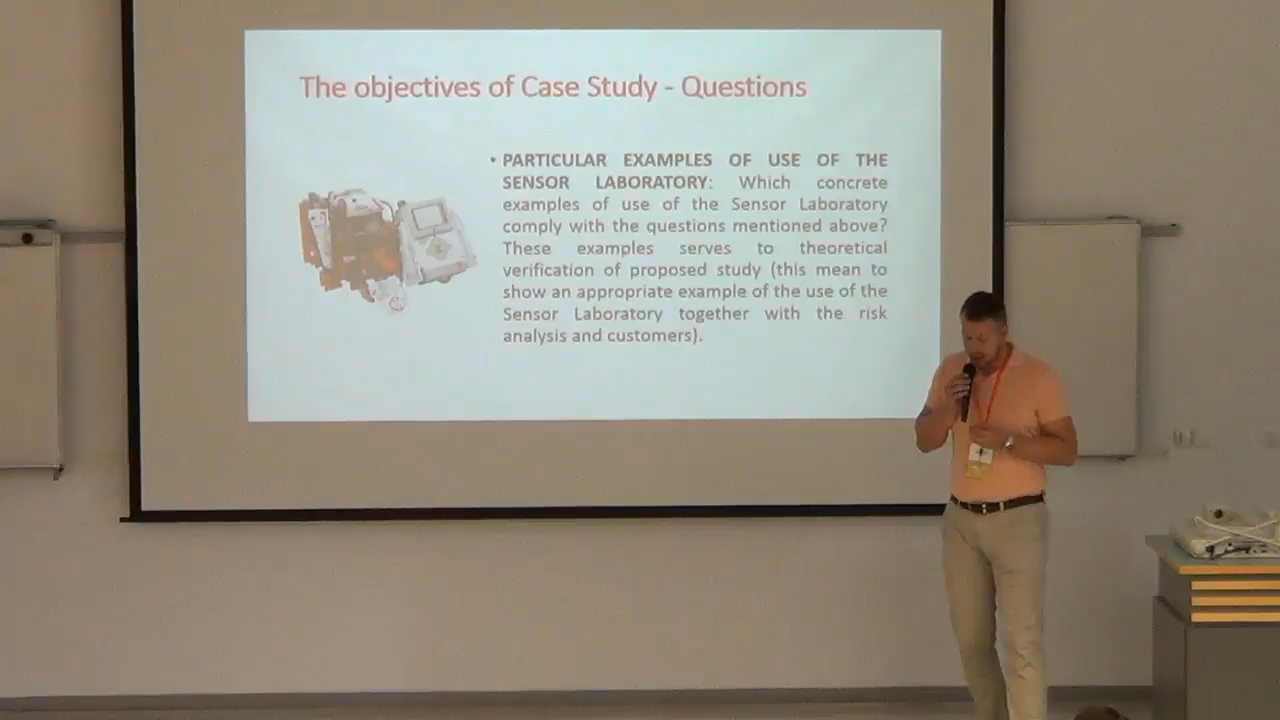 The objectives of Case Study - Questions
• PARTICULAR EXAMPLES OF USE OF THE
SENSOR LABORATORY: Which concrete
examples of use of the Sensor Laboratory
comply with the questions mentioned above?
These examples serves to theoretical
verification of proposed study (this mean to
show an appropriate example of the use of the
Sensor Laboratory together with the risk
analysis and customers).